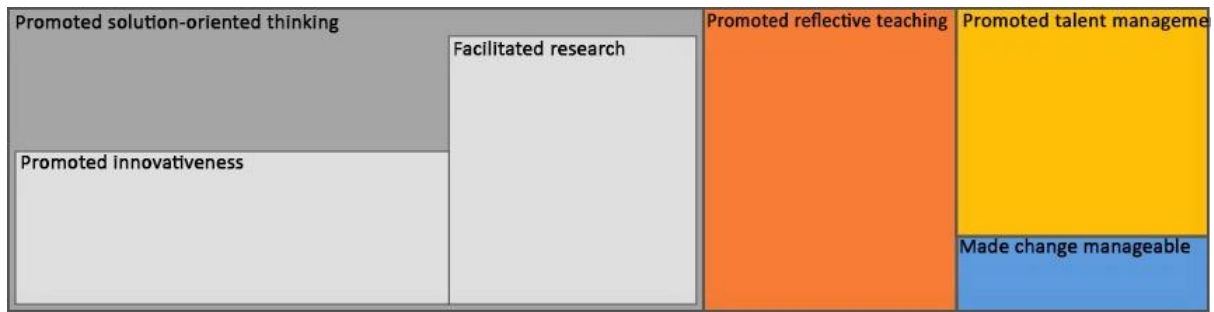 Promoted solution-oriented thinking
Facilitated research
Promoted innovativeness
Promoted reflective teaching
Promoted talent manageme
Made change manageable